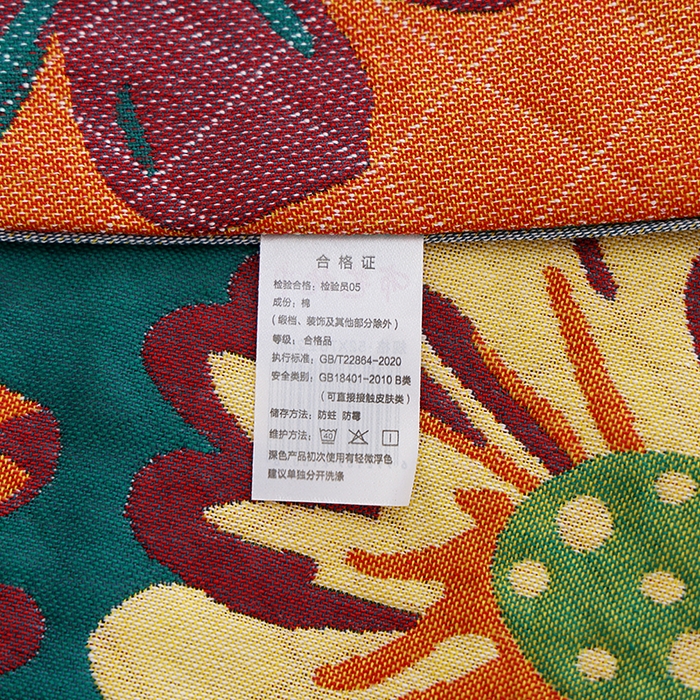 合格证
检验合格：检验员05
成份：棉
（缎档、装饰及其他部分除外）
等级：合格品
执行标准：GB/T22864-2020
安全类别：GB18401-2010 B类
（可直接接触皮肤类）
储存方法：防蛀 防霉
维护方法：40
深色产品初次使用有轻微浮色
建议单独分开洗涤